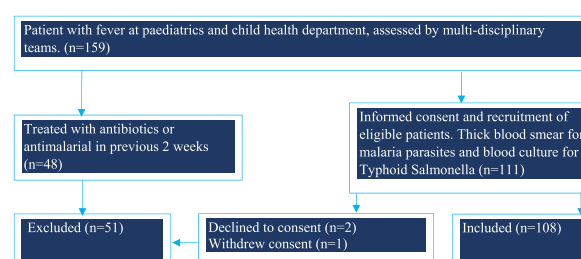 Patient with fever at paediatrics and child health department, assessed by multi-disciplinary
teams. (n=159)
Treated with antibiotics or
antimalarial in previous 2 weeks
(n=48)
Informed consent and recruitment of
eligible patients. Thick blood smear for
malaria parasites and blood culture for
Typhoid Salmonella (n=111)
Excluded (n=51)
Declined to consent (n=2)
Withdrew consent (n=1)
Included (n=108)